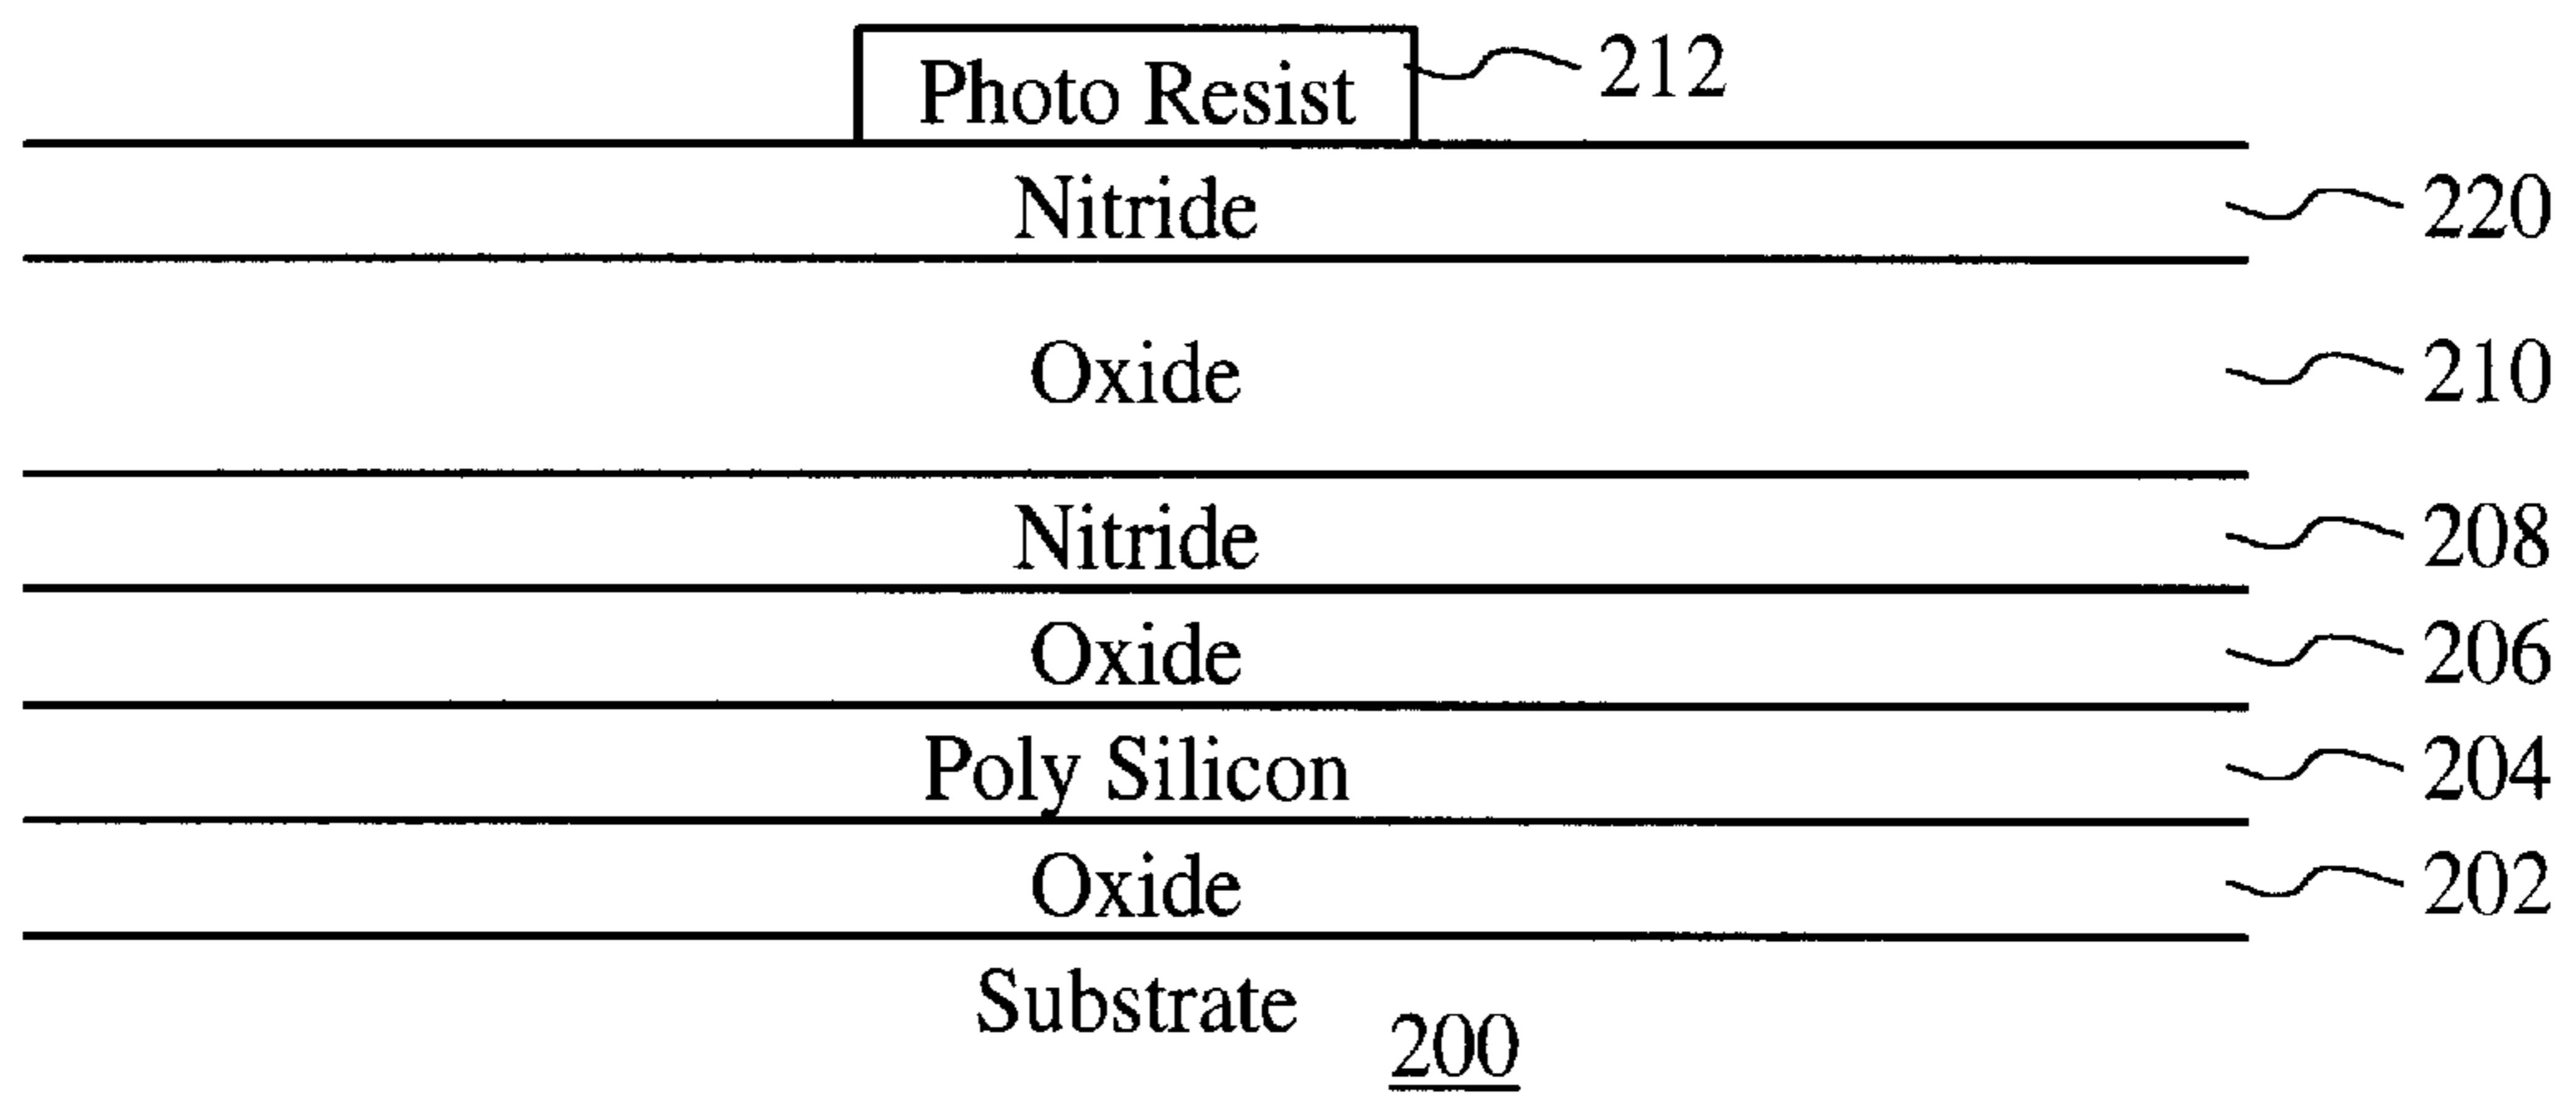 Photo Resist 212
Nitride 220
Oxide 210
Nitride 208
Oxide 206
Poly Silicon 204
Oxide 202
Substrate
200